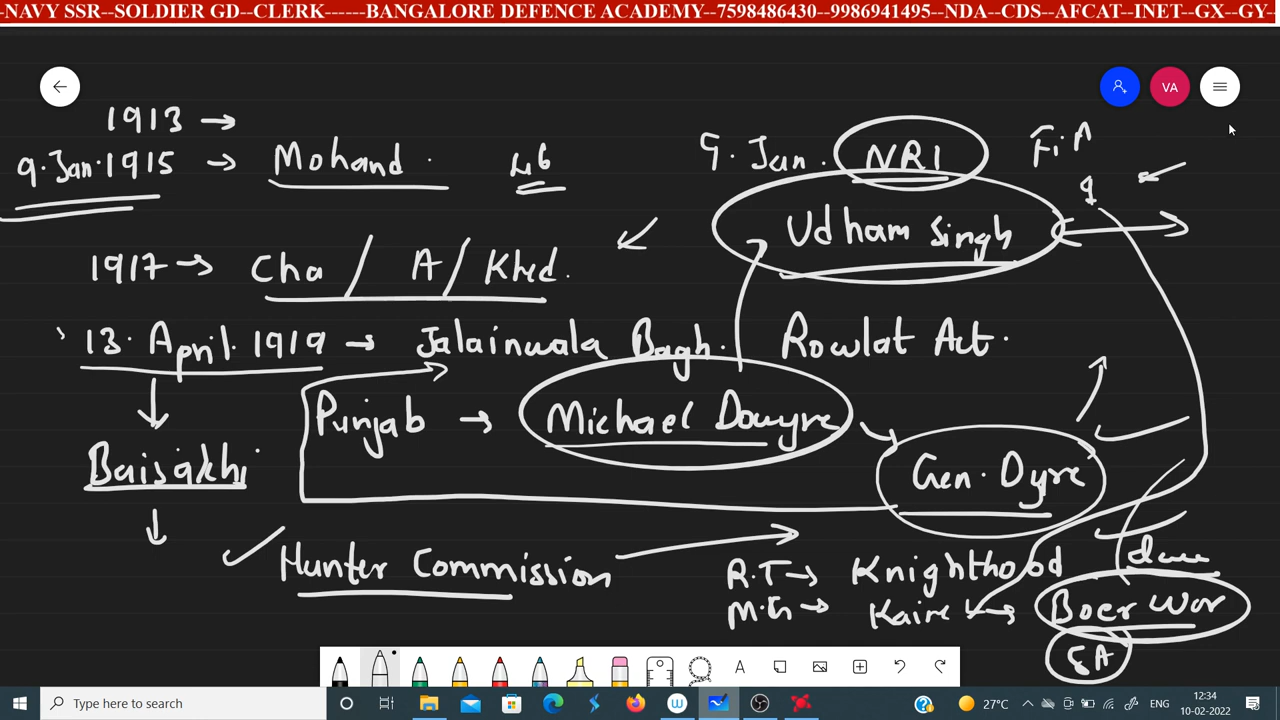 -NAVY SSR--SOLDIER GD--CLERK------BANGALORE DEFENCE ACADEMY--7598486430--9986941495--NDA--CDS--AFCAT--INET--GX--GY--
VA
1913 →
9. Jan. 1915 → Mohand. 46
9. Jan. NRI
Udham Singh
1917 → Cha / A / Khed.
13. April. 1919 → Jalainwala Bagh. Rowlat Act.
Punjab → Michael Dowyre
Gen. Dyre
Baisakhi
Hunter Commission
R.T → Knighthood
M.G → Boer War
Type here to search
27°C
ENG
12:34
10-02-2022